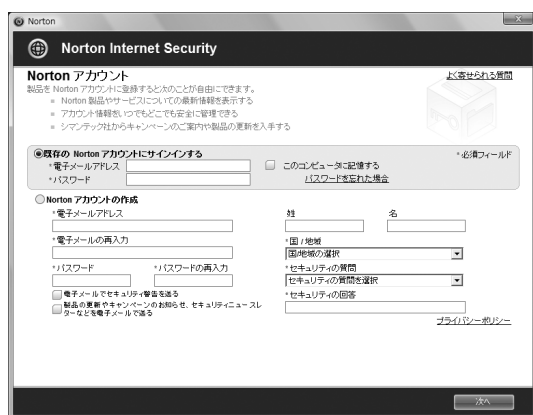 Norton
Norton Internet Security
Norton アカウント
よく寄せられる質問
製品を Norton アカウントに登録すると次のことが自由にできます。
Norton 製品やサービスについての最新情報を表示する
アカウント情報をいつでもどこでも安全に管理できる
シマンテック社からキャンペーンのご案内や製品の更新を入手する
既存の Norton アカウントにサインインする
*必須フィールド
*電子メールアドレス
このコンピュータに記憶する
*パスワード
パスワードを忘れた場合
Norton アカウントの作成
*電子メールアドレス
姓
名
*電子メールの再入力
*国 / 地域
国/地域の選択
*パスワード
*パスワードの再入力
*セキュリティの質問
セキュリティの質問を選択
電子メールでセキュリティ警告を送る
*セキュリティの回答
製品の更新やキャンペーンのお知らせ、セキュリティニュースレ
ターなどを電子メールで送る
プライバシーポリシー
次へ